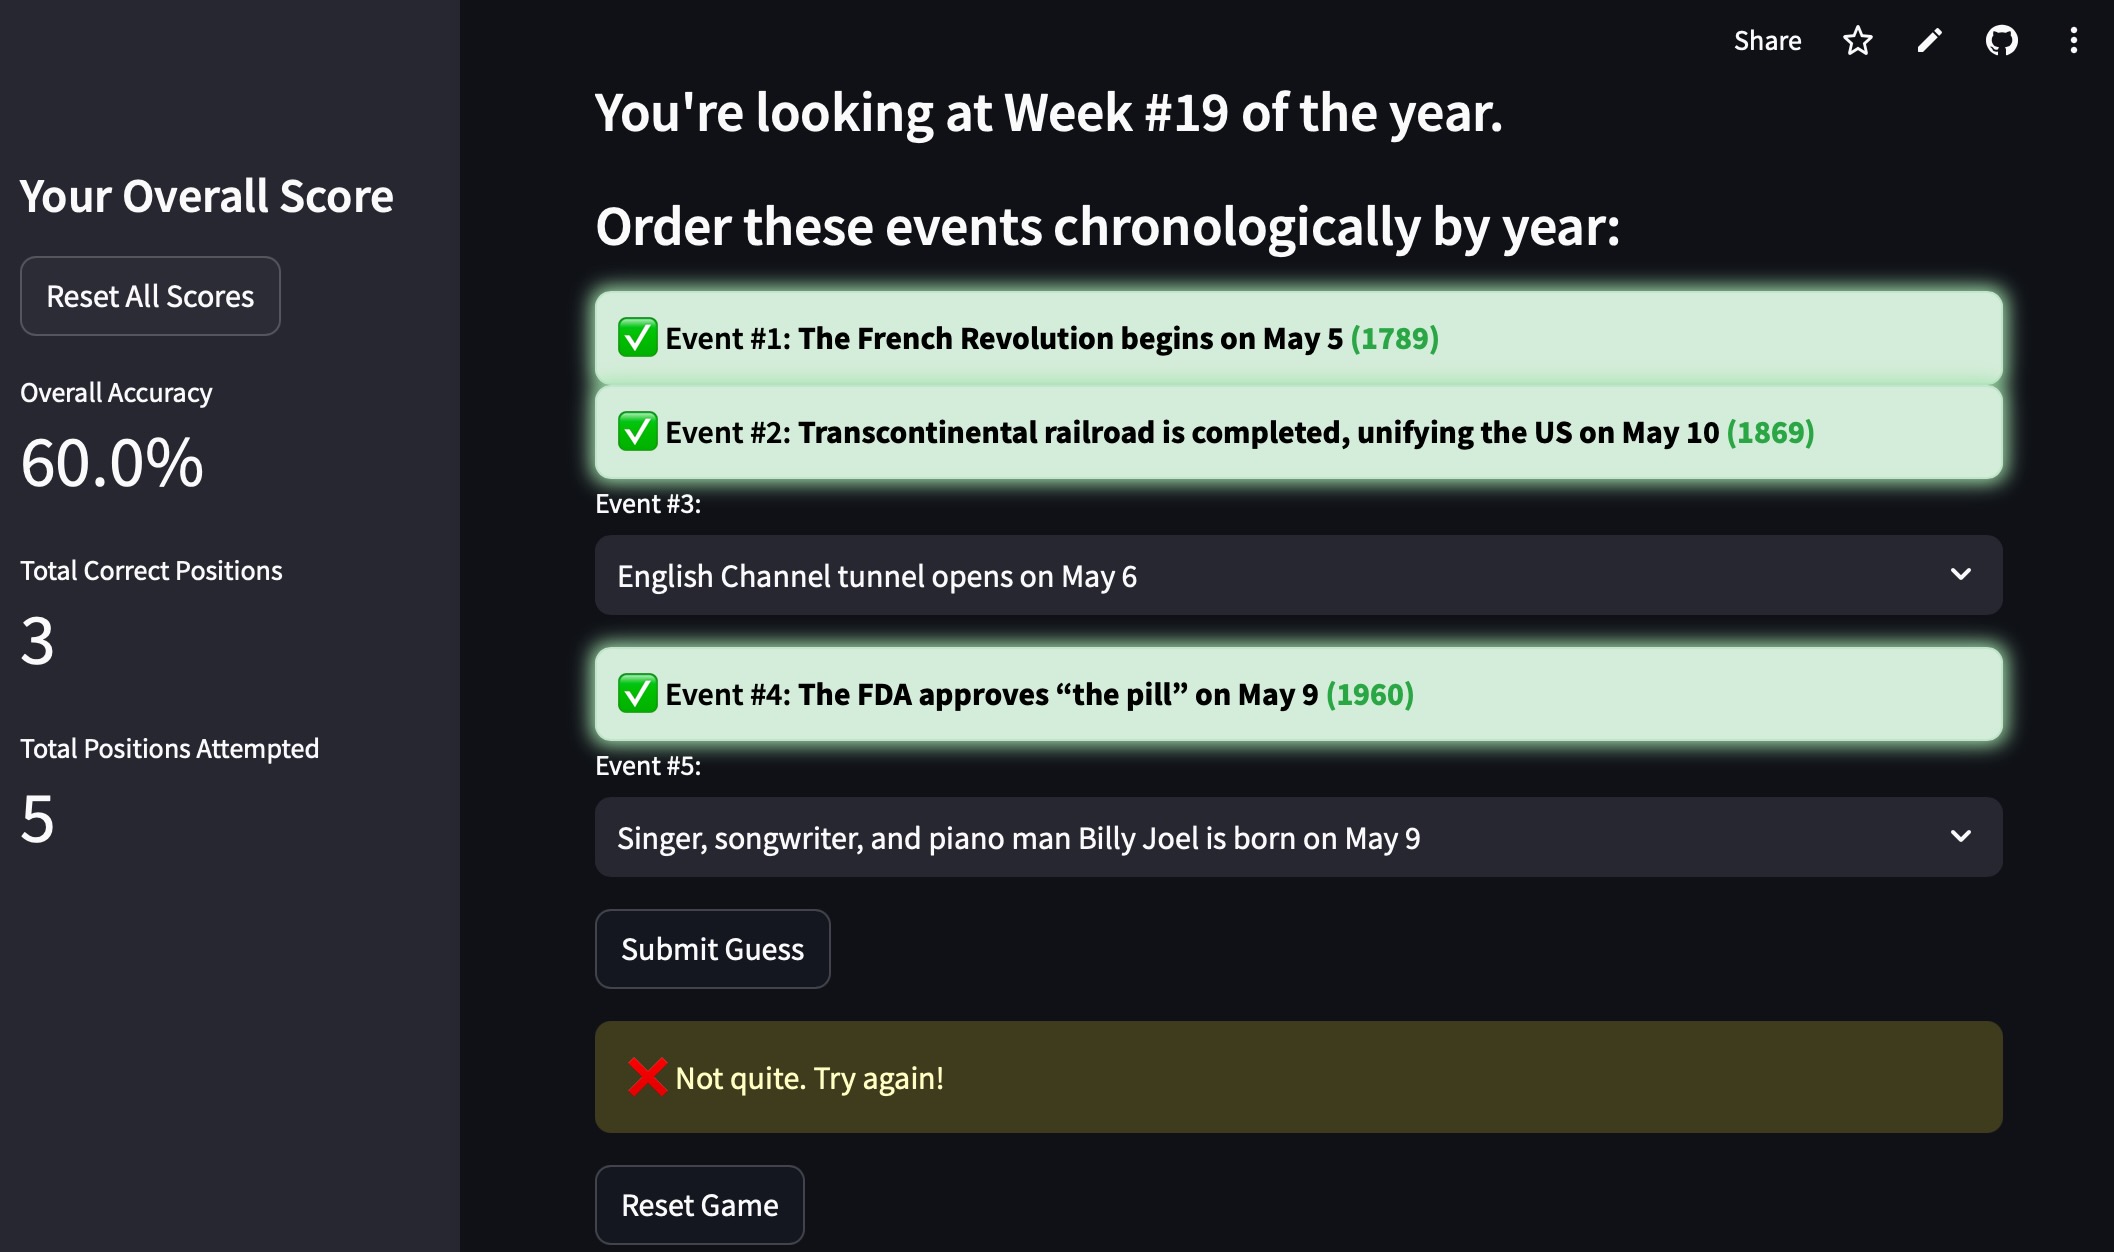 Share
You're looking at Week #19 of the year.
Your Overall Score
Order these events chronologically by year:
Reset All Scores
Event #1: The French Revolution begins on May 5 (1789)
Overall Accuracy
60.0%
Event #2: Transcontinental railroad is completed, unifying the US on May 10 (1869)
Event #3:
English Channel tunnel opens on May 6
Total Correct Positions
3
Event #4: The FDA approves “the pill” on May 9 (1960)
Total Positions Attempted
5
Event #5:
Singer, songwriter, and piano man Billy Joel is born on May 9
Submit Guess
Not quite. Try again!
Reset Game